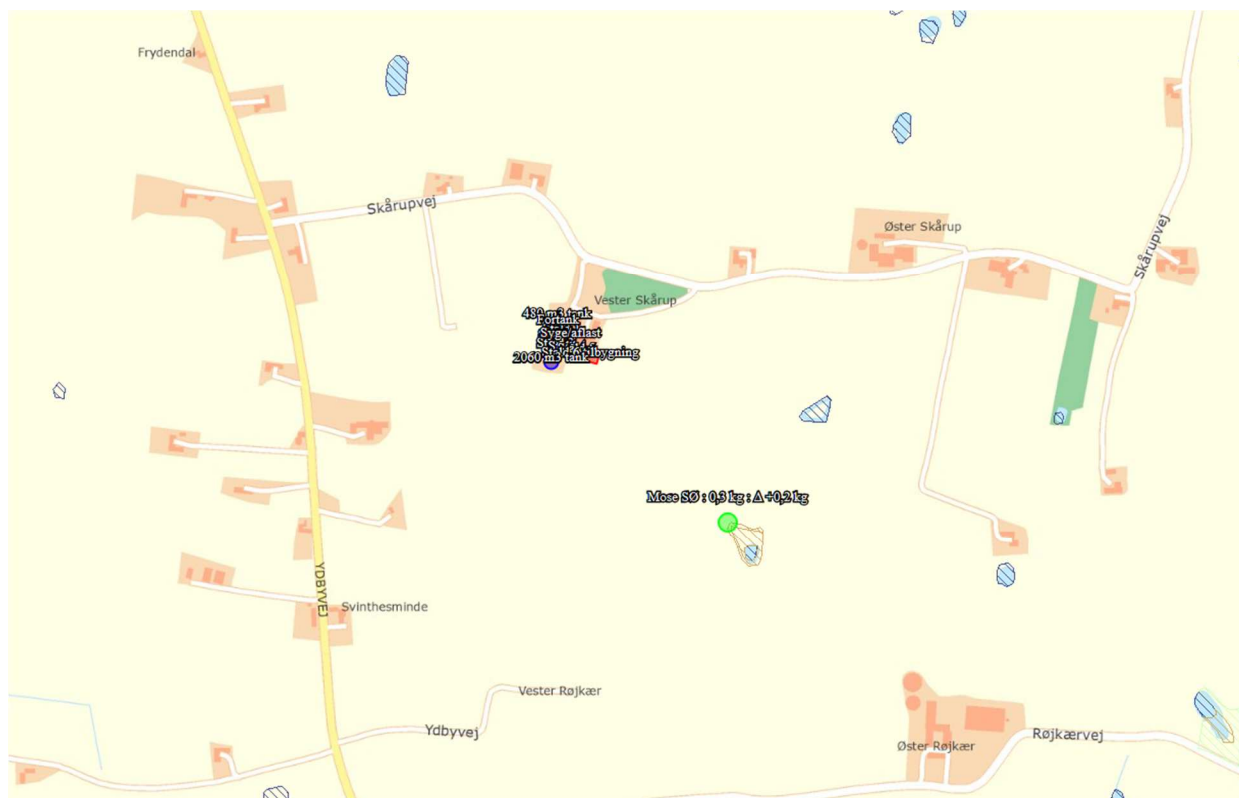 Frydendal
Skårupvej
Øster Skårup
Skårupvej
Vester Skårup
480 m3 tank
Fortank
Syge/aflast
2060 m3 tank
Mose SØ : 0,3 kg : Δ ÷0,2 kg
YDBYVEJ
Svinthesminde
Vester Røjkær
Ydbyvej
Øster Røjkær
Røjkærvej